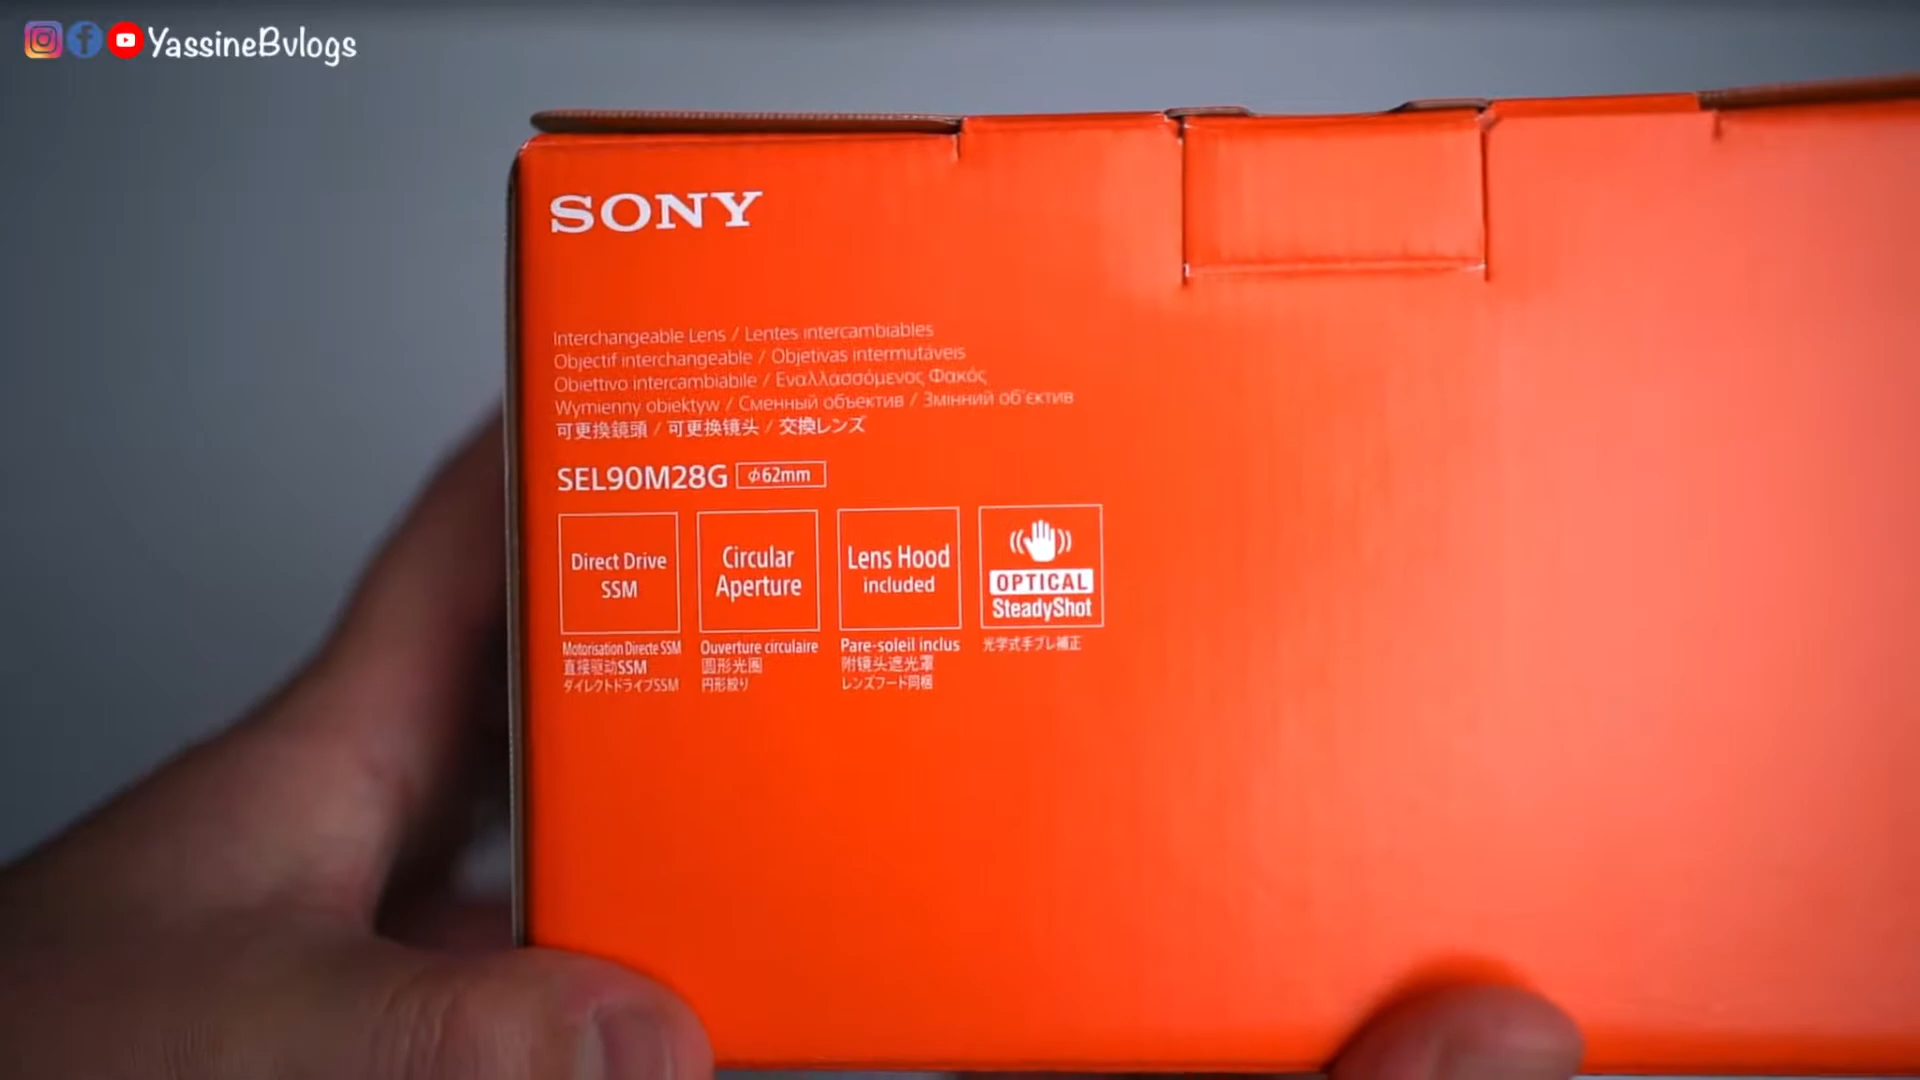 YassineBvlogs
SONY
Interchangeable Lens / Lentes intercambiables
Objectif interchangeable / Objetivas intermutáveis
Obiettivo intercambiabile / Εναλλασσόμενος Φακός
Wymienny obiektyw / Сменный объектив / Змінний об'єктив
可更換鏡頭 / 可更换镜头 / 交換レンズ
SEL90M28G φ62mm
Direct Drive
SSM
Motorisation Directe SSM
直接驱动SSM
ダイレクトドライブSSM
Circular
Aperture
Ouverture circulaire
圆形光圈
円形絞り
Lens Hood
included
Pare-soleil inclus
附镜头遮光罩
レンズフード同梱
OPTICAL
SteadyShot
光学式手ブレ補正